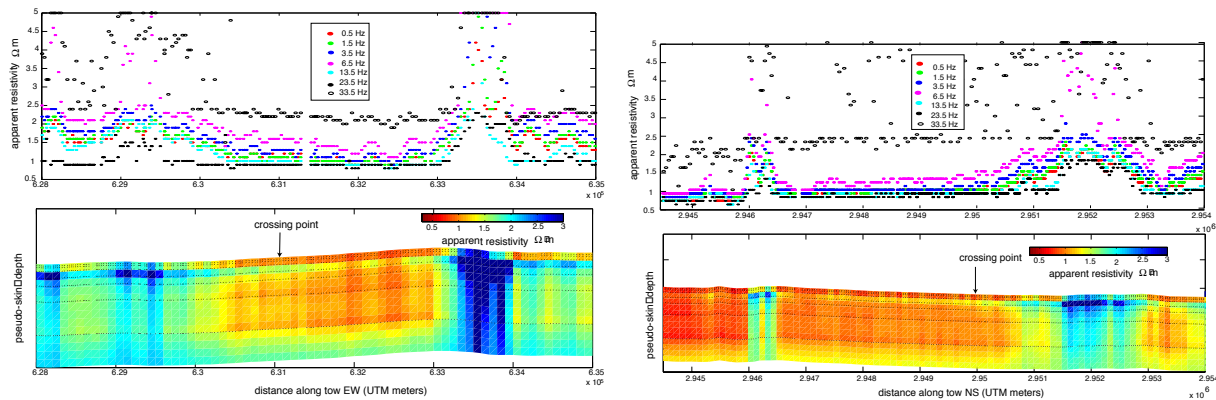 apparent resistivity Ω m
5
4.5
4
3.5
3
2.5
2
1.5
1
0.5
0.5 Hz
1.5 Hz
3.5 Hz
6.5 Hz
13.5 Hz
23.5 Hz
33.5 Hz
6.28 6.29 6.3 6.31 6.32 6.33 6.34 6.35
x 10⁵
crossing point
0.5 1 1.5 2 2.5 3
apparent resistivity Ω m
pseudo-skin□depth
6.28 6.29 6.3 6.31 6.32 6.33 6.34 6.35
x 10⁵
distance along tow EW (UTM meters)
apparent resistivity Ω m
5
4.5
4
3.5
3
2.5
2
1.5
1
0.5
0.5 Hz
1.5 Hz
3.5 Hz
6.5 Hz
13.5 Hz
23.5 Hz
33.5 Hz
2.945 2.946 2.947 2.948 2.949 2.95 2.951 2.952 2.953 2.954
x 10⁶
crossing point
0.5 1 1.5 2 2.5 3
apparent resistivity Ω m
pseudo-skin□depth
2.945 2.946 2.947 2.948 2.949 2.95 2.951 2.952 2.953 2.954
x 10⁶
distance along tow NS (UTM meters)